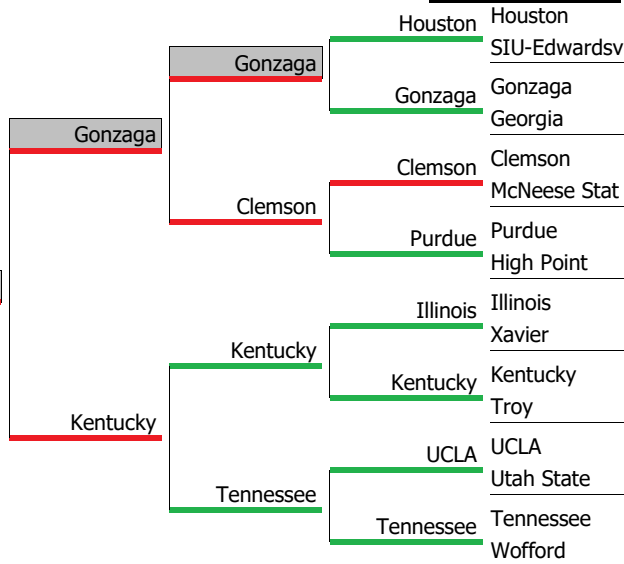 Houston
Houston
SIU-Edwardsv
Gonzaga
Gonzaga
Gonzaga
Georgia
Gonzaga
Clemson
Clemson
McNeese Stat
Clemson
Purdue
Purdue
High Point
Illinois
Illinois
Xavier
Kentucky
Kentucky
Kentucky
Troy
Kentucky
UCLA
UCLA
Utah State
Tennessee
Tennessee
Tennessee
Wofford